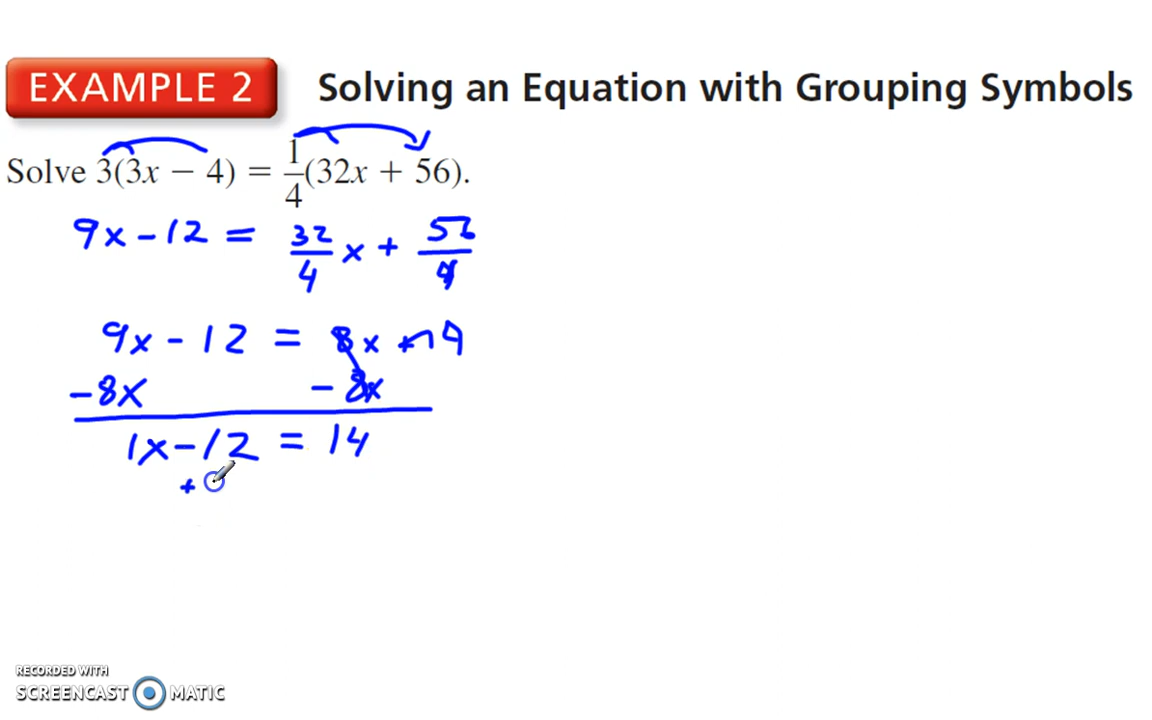 EXAMPLE 2 Solving an Equation with Grouping Symbols
Solve 3(3x − 4) = 1/4(32x + 56).
9x - 12 = 32/4 x + 56/4
9x - 12 = 8x + 14
-8x - 8x
1x - 12 = 14
+
RECORDED WITH
SCREENCAST MATIC